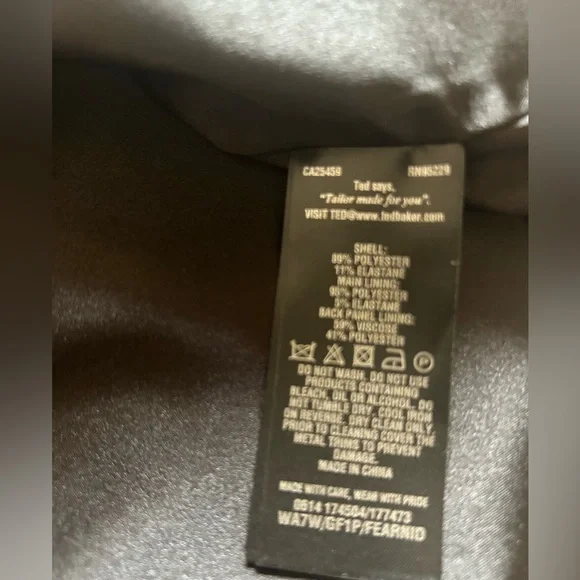 CA25459 RN95229
Ted says,
"Tailor made for you".
VISIT TED@www.tedbaker.com
SHELL:
89% POLYESTER
11% ELASTANE
MAIN LINING:
95% POLYESTER
5% ELASTANE
BACK PANEL LINING:
59% VISCOSE
41% POLYESTER
P
DO NOT WASH. DO NOT USE
PRODUCTS CONTAINING
BLEACH, OIL OR ALCOHOL. DO
NOT TUMBLE DRY. COOL IRON
ON REVERSE. DRY CLEAN ONLY.
PRIOR TO CLEANING COVER THE
METAL TRIMS TO PREVENT
DAMAGE.
MADE IN CHINA
MADE WITH CARE, WEAR WITH PRIDE
0614 174504/177473
WA7W/GF1P/FEARNID